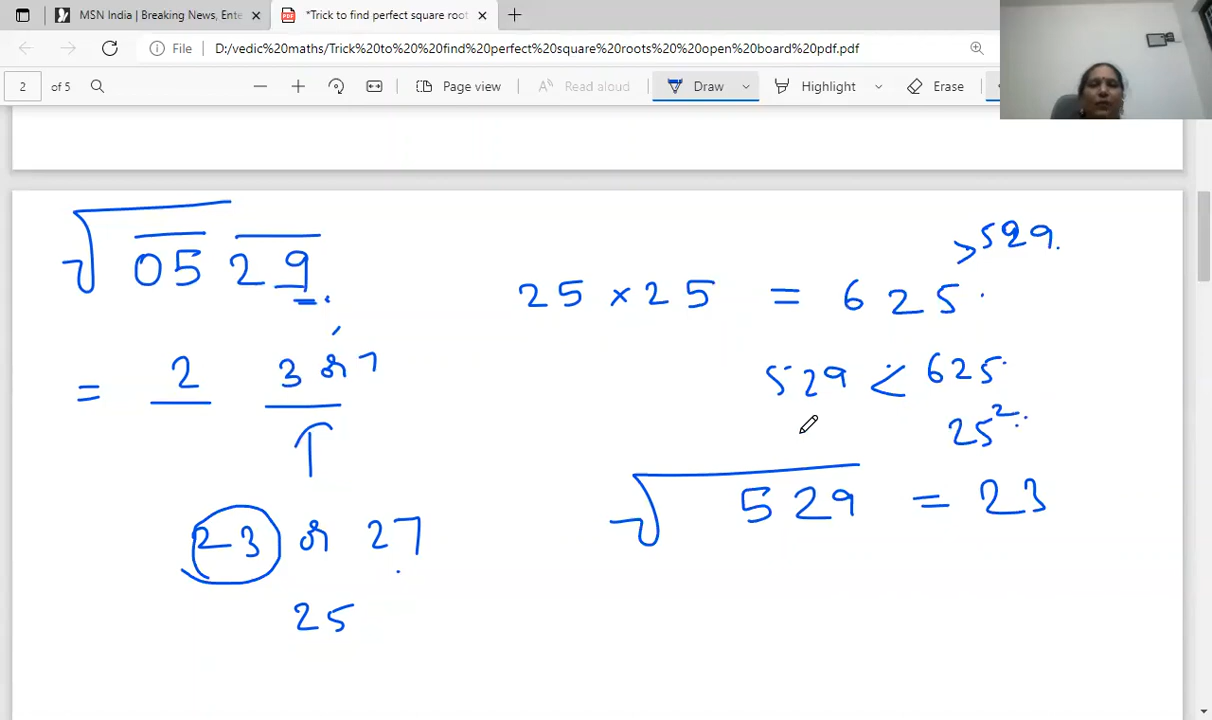 MSN India | Breaking News, Ente
*Trick to find perfect square root
File
D:/vedic%20maths/Trick%20to%20%20find%20perfect%20square%20roots%20%20open%20board%20pdf.pdf
2 of 5
Page view
Read aloud
Draw
Highlight
Erase
√05 29.
> 529.
25 × 25 = 625.
= 2 3 or 7
529 < 625
25²
√529 = 23
23 or 27
25